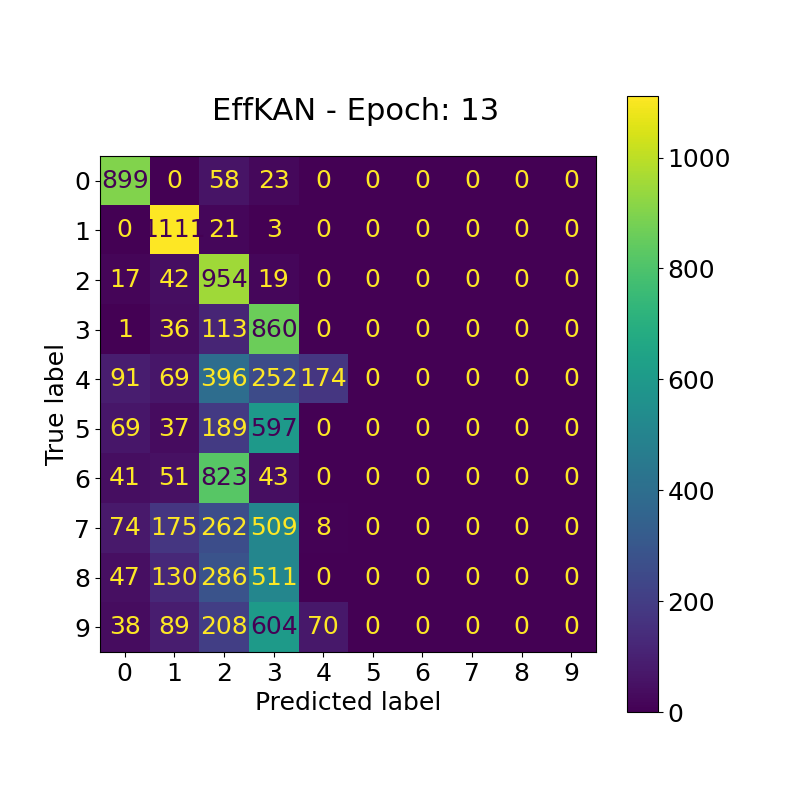 EffKAN - Epoch: 13
1000
0 899 0 58 23 0 0 0 0 0 0
1 0 1111 21 3 0 0 0 0 0 0
800
2 17 42 954 19 0 0 0 0 0 0
3 1 36 113 860 0 0 0 0 0 0
600
4 91 69 396 252 174 0 0 0 0 0
True label
5 69 37 189 597 0 0 0 0 0 0
6 41 51 823 43 0 0 0 0 0 0
400
7 74 175 262 509 8 0 0 0 0 0
8 47 130 286 511 0 0 0 0 0 0
200
9 38 89 208 604 70 0 0 0 0 0
0 1 2 3 4 5 6 7 8 9
Predicted label
0